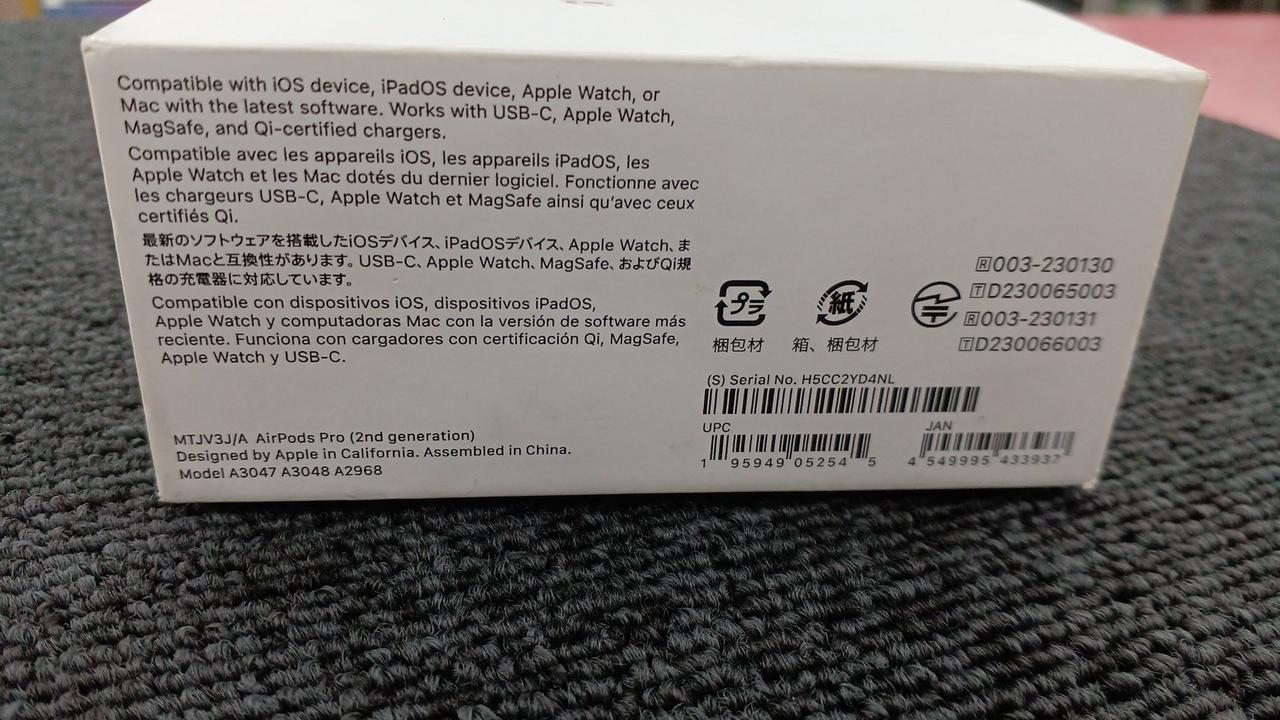 Compatible with iOS device, iPadOS device, Apple Watch, or
Mac with the latest software. Works with USB-C, Apple Watch,
MagSafe, and Qi-certified chargers.
Compatible avec les appareils iOS, les appareils iPadOS, les
Apple Watch et les Mac dotés du dernier logiciel. Fonctionne avec
les chargeurs USB-C, Apple Watch et MagSafe ainsi qu'avec ceux
certifiés Qi.
最新のソフトウェアを搭載したiOSデバイス、iPadOSデバイス、Apple Watch、ま
たはMacと互換性があります。USB-C、Apple Watch、MagSafe、およびQi規
格の充電器に対応しています。
Compatible con dispositivos iOS, dispositivos iPadOS,
Apple Watch y computadoras Mac con la versión de software más
reciente. Funciona con cargadores con certificación Qi, MagSafe,
Apple Watch y USB-C.
MTJV3J/A AirPods Pro (2nd generation)
Designed by Apple in California. Assembled in China.
Model A3047 A3048 A2968
プラ
梱包材
紙
箱、梱包材
🅁003-230130
🅃D230065003
🅁003-230131
🅃D230066003
(S) Serial No. H5CC2YD4NL
UPC
1 95949 05254 5
JAN
4 549995 433937